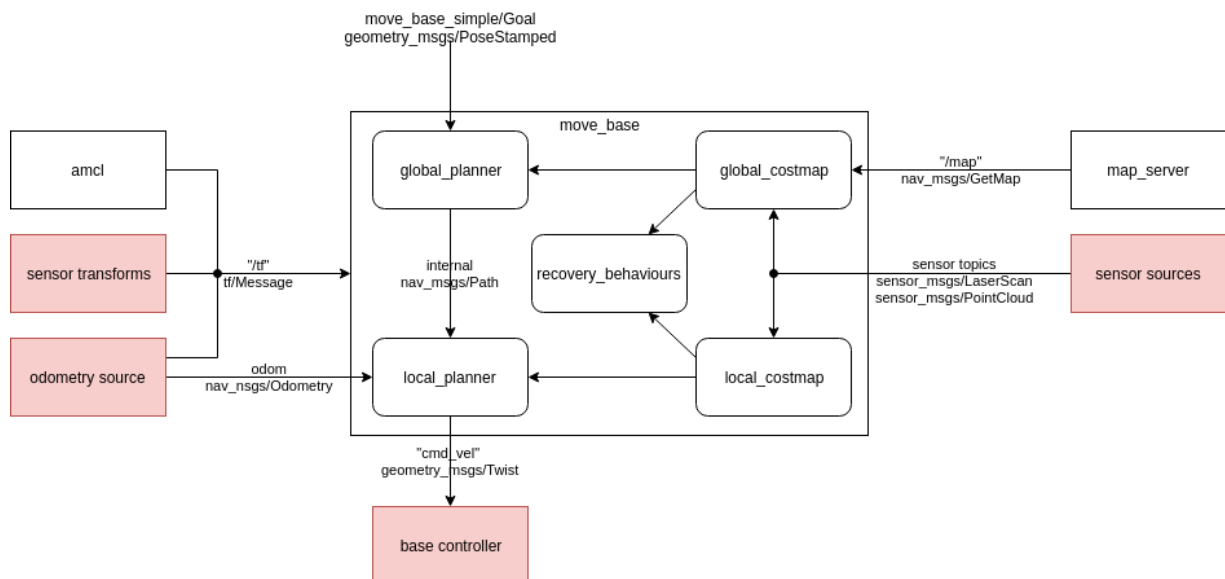 move_base_simple/Goal
geometry_msgs/PoseStamped
move_base
amcl
global_planner
global_costmap
"/map"
nav_msgs/GetMap
map_server
sensor transforms
"/tf"
tf/Message
internal
nav_msgs/Path
recovery_behaviours
sensor topics
sensor_msgs/LaserScan
sensor_msgs/PointCloud
sensor sources
odometry source
odom
nav_nsgs/Odometry
local_planner
local_costmap
"cmd_vel"
geometry_msgs/Twist
base controller